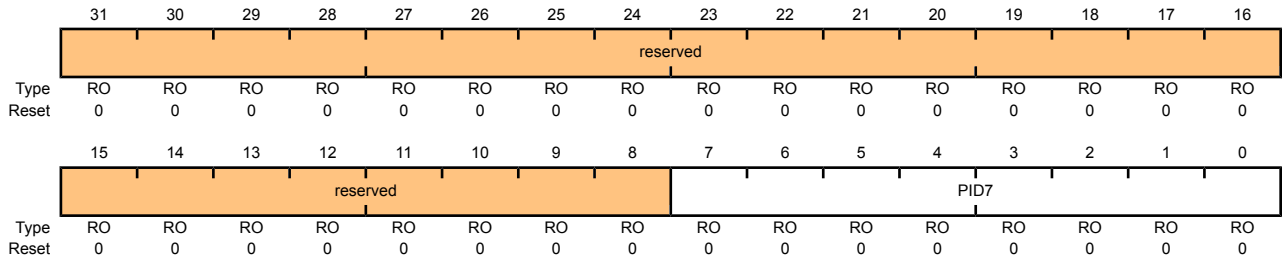 31 30 29 28 27 26 25 24 23 22 21 20 19 18 17 16
reserved
Type RO RO RO RO RO RO RO RO RO RO RO RO RO RO RO RO
Reset 0 0 0 0 0 0 0 0 0 0 0 0 0 0 0 0
15 14 13 12 11 10 9 8 7 6 5 4 3 2 1 0
reserved PID7
Type RO RO RO RO RO RO RO RO RO RO RO RO RO RO RO RO
Reset 0 0 0 0 0 0 0 0 0 0 0 0 0 0 0 0